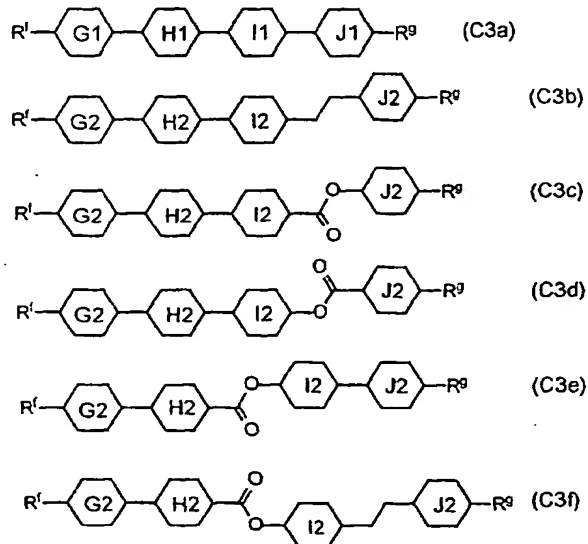 Rf G1 H1 I1 J1 Rg (C3a)
Rf G2 H2 I2 J2 Rg (C3b)
Rf G2 H2 I2 O O J2 Rg (C3c)
Rf G2 H2 I2 O O J2 Rg (C3d)
Rf G2 H2 O O I2 J2 Rg (C3e)
Rf G2 H2 O O I2 J2 Rg (C3f)